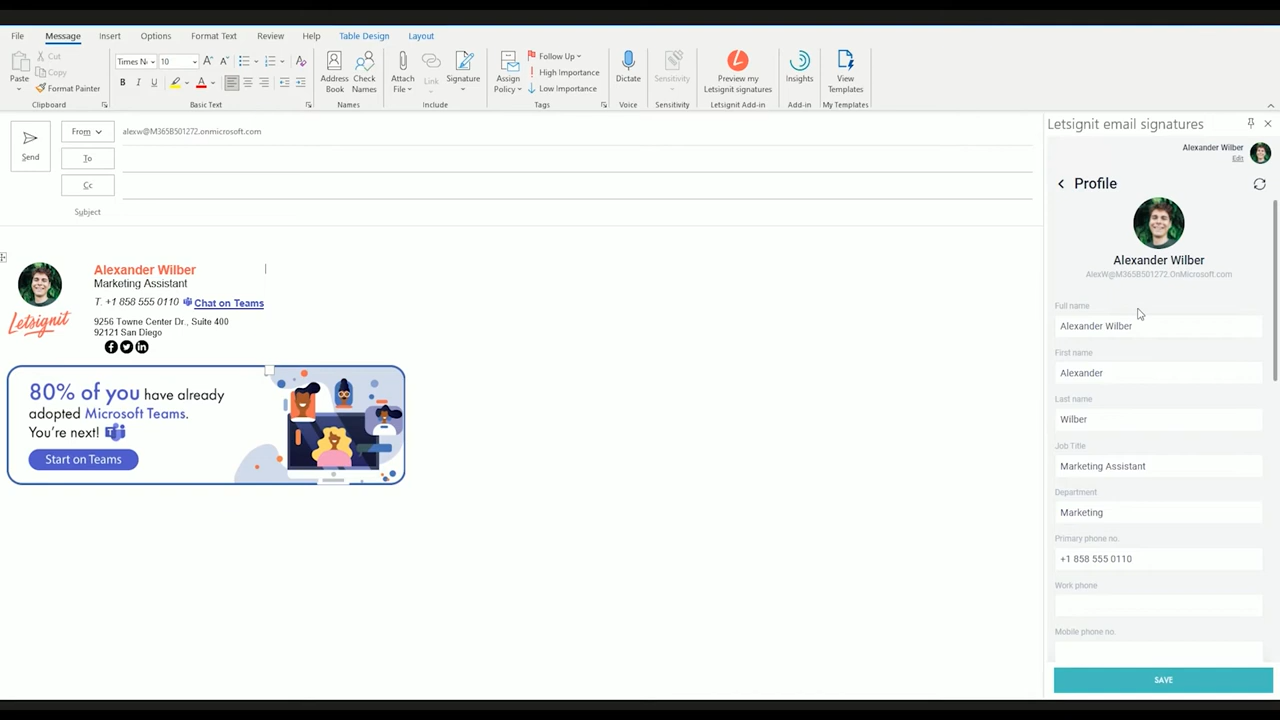 File Message Insert Options Format Text Review Help Table Design Layout
Paste
Cut
Copy
Format Painter
Clipboard
Times N 10 A A
B I U A
Basic Text
Address Book
Check Names
Names
Attach File
Link
Signature
Include
Assign Policy
Follow Up
High Importance
Low Importance
Tags
Dictate
Voice
Sensitivity
Sensitivity
Preview my Letsignit signatures
Letsignit Add-in
Insights
Add-in
View Templates
My Templates
Send
From
alexw@M365B501272.onmicrosoft.com
To
Cc
Subject
Alexander Wilber
Marketing Assistant
T. +1 858 555 0110 Chat on Teams
9256 Towne Center Dr., Suite 400
92121 San Diego
Letsignit
80% of you have already
adopted Microsoft Teams.
You're next!
Start on Teams
Letsignit email signatures
Alexander Wilber
Edit
Profile
Alexander Wilber
AlexW@M365B501272.OnMicrosoft.com
Full name
Alexander Wilber
First name
Alexander
Last name
Wilber
Job Title
Marketing Assistant
Department
Marketing
Primary phone no.
+1 858 555 0110
Work phone
Mobile phone no.
SAVE